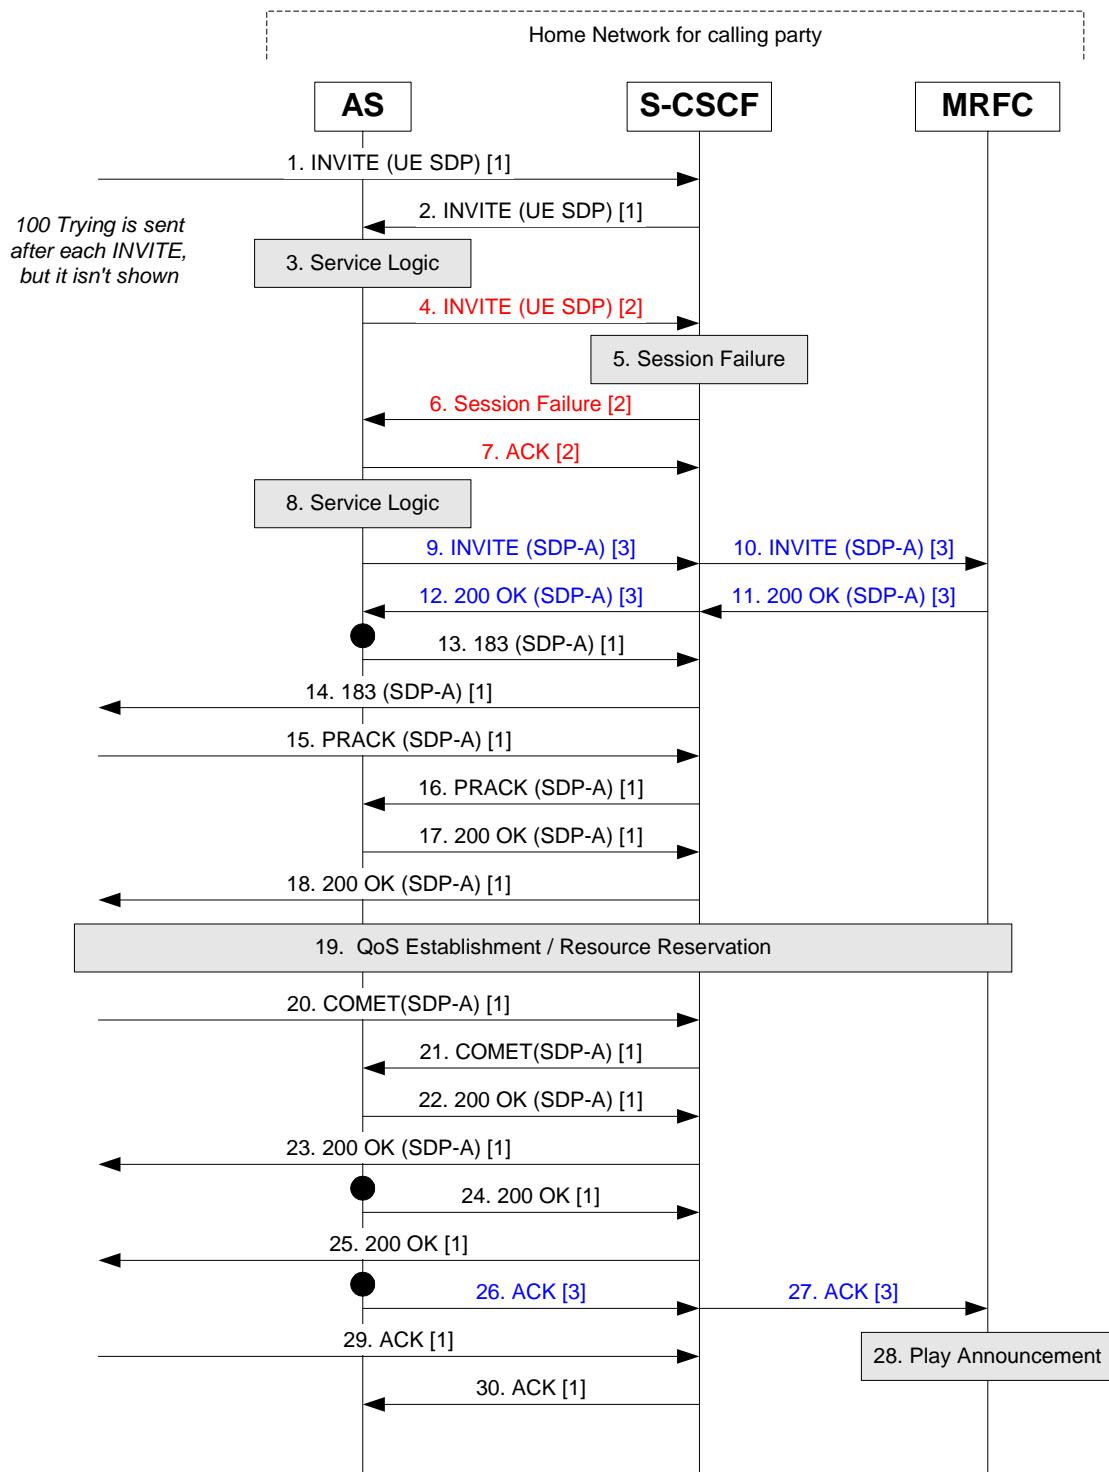 Home Network for calling party
AS
S-CSCF
MRFC
1. INVITE (UE SDP) [1]
2. INVITE (UE SDP) [1]
100 Trying is sent
after each INVITE,
but it isn't shown
3. Service Logic
4. INVITE (UE SDP) [2]
5. Session Failure
6. Session Failure [2]
7. ACK [2]
8. Service Logic
9. INVITE (SDP-A) [3]
10. INVITE (SDP-A) [3]
12. 200 OK (SDP-A) [3]
11. 200 OK (SDP-A) [3]
13. 183 (SDP-A) [1]
14. 183 (SDP-A) [1]
15. PRACK (SDP-A) [1]
16. PRACK (SDP-A) [1]
17. 200 OK (SDP-A) [1]
18. 200 OK (SDP-A) [1]
19. QoS Establishment / Resource Reservation
20. COMET(SDP-A) [1]
21. COMET(SDP-A) [1]
22. 200 OK (SDP-A) [1]
23. 200 OK (SDP-A) [1]
24. 200 OK [1]
25. 200 OK [1]
26. ACK [3]
27. ACK [3]
29. ACK [1]
28. Play Announcement
30. ACK [1]